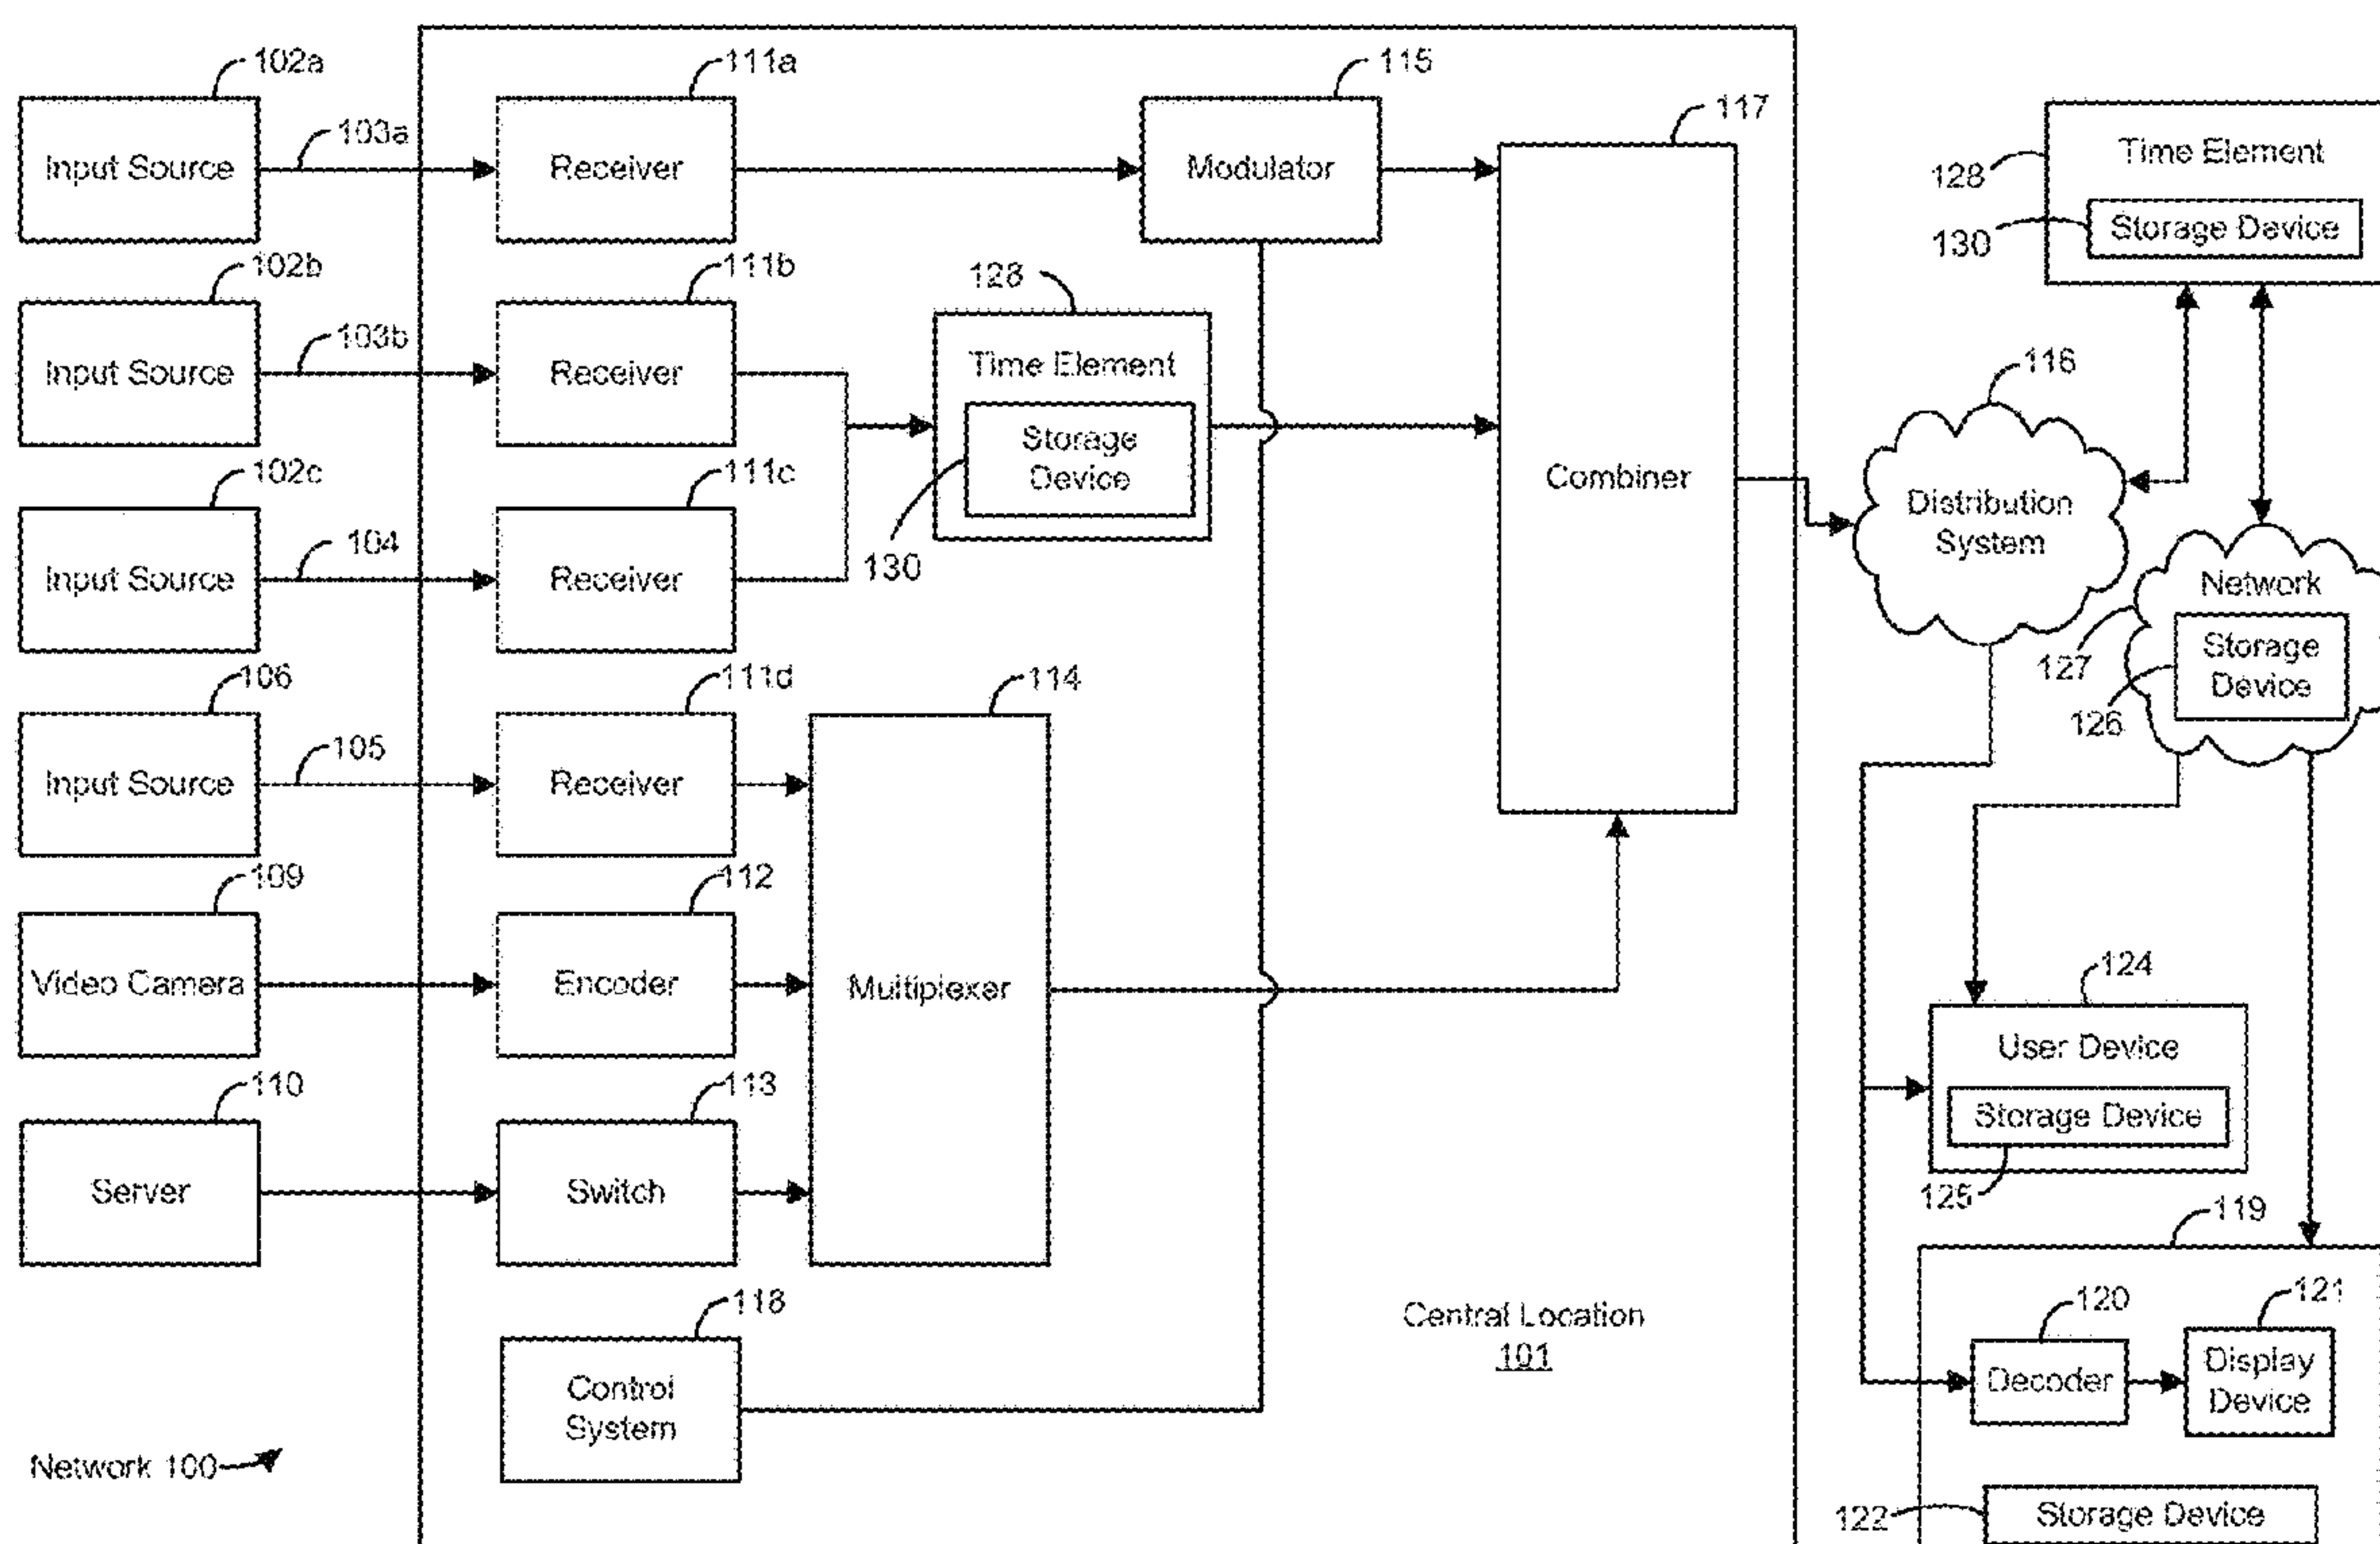 102a
111a
115
117
103a
Input Source
Receiver
Modulator
Time Element
128
Storage Device
130
102b
111b
128
103b
Input Source
Receiver
Time Element
Storage
Device
130
116
Distribution
System
Combiner
102c
111c
104
Input Source
Receiver
Network
Storage
Device
127
126
106
111d
114
105
Input Source
Receiver
109
112
Video Camera
Encoder
Multiplexer
124
User Device
Storage Device
125
110
113
Server
Switch
119
118
Control
System
Central Location
101
120
121
Decoder
Display
Device
Network 100
122
Storage Device